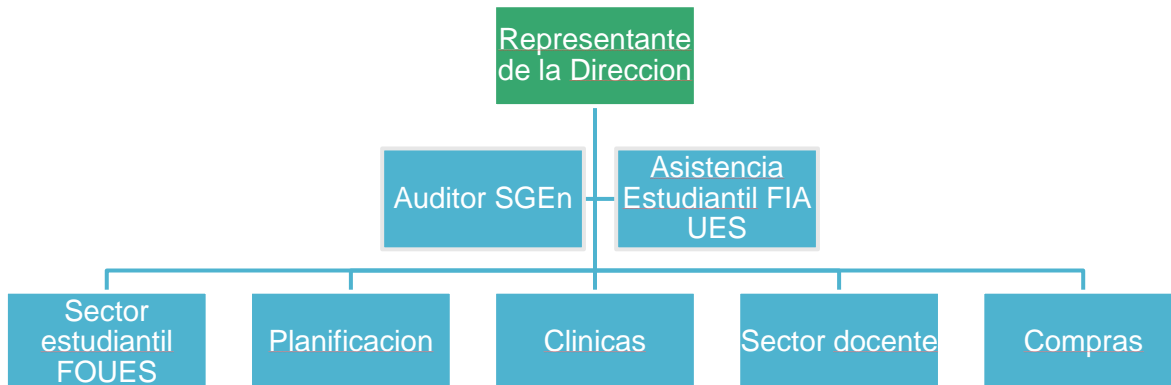 Representante
de la Direccion
Auditor SGEn
Asistencia
Estudiantil FIA
UES
Sector
estudiantil
FOUES
Planificacion
Clinicas
Sector docente
Compras